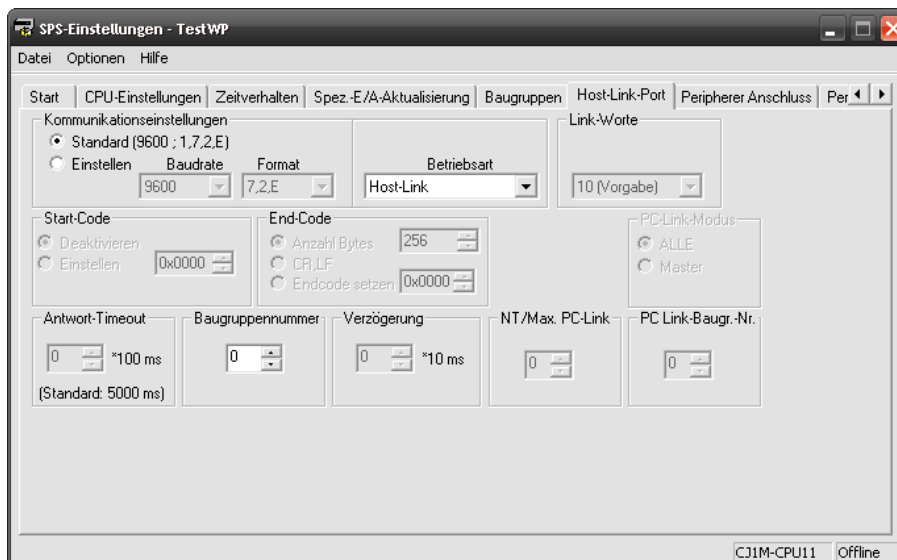 SPS-Einstellungen - TestWP
Datei Optionen Hilfe
Start CPU-Einstellungen Zeitverhalten Spez.-E/A-Aktualisierung Baugruppen Host-Link-Port Peripherer Anschluss Per
Kommunikationseinstellungen Link-Worte
Standard (9600 ; 1,7,2,E)
Einstellen Baudrate Format Betriebsart
9600 7,2,E Host-Link 10 (Vorgabe)
Start-Code End-Code PC-Link-Modus
Deaktivieren Anzahl Bytes 256 ALLE
Einstellen 0x0000 CR,LF Master
Endcode setzen 0x0000
Antwort-Timeout Baugruppennummer Verzögerung NT/Max. PC-Link PC Link-Baugr.-Nr.
0 *100 ms 0 0 *10 ms 0 0
(Standard: 5000 ms)
CJ1M-CPU11 Offline